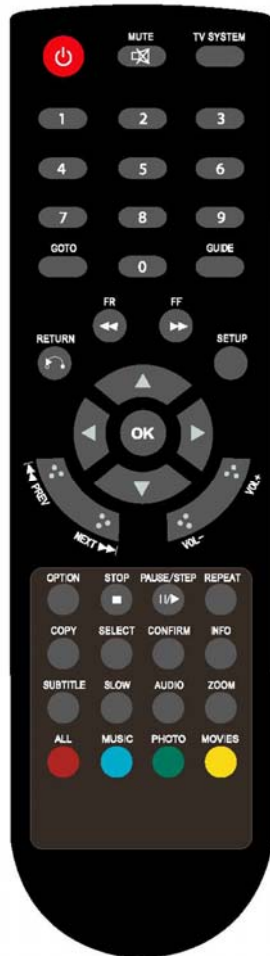 MUTE TV SYSTEM
1 2 3
4 5 6
7 8 9
GOTO GUIDE
0
FR FF
RETURN SETUP
OK
PREV VOL+
NEXT VOL-
OPTION STOP PAUSE/STEP REPEAT
COPY SELECT CONFIRM INFO
SUBTITLE SLOW AUDIO ZOOM
ALL MUSIC PHOTO MOVIES